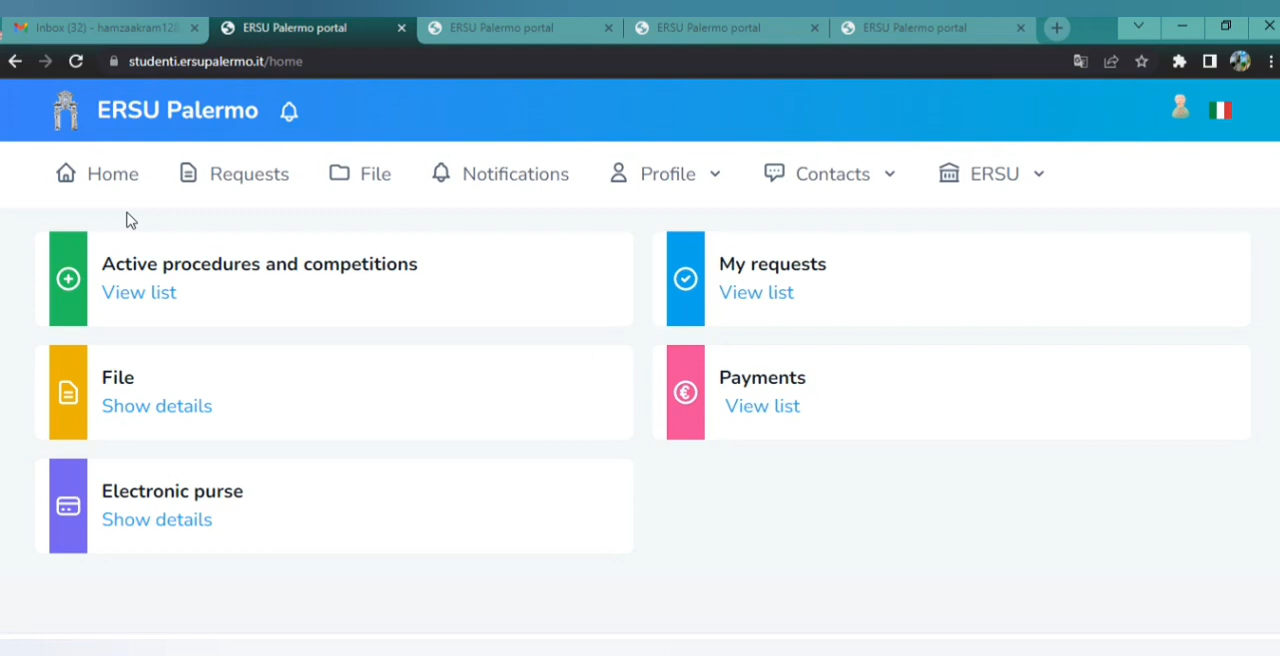 Inbox (32) - hamzaakram128
ERSU Palermo portal
ERSU Palermo portal
ERSU Palermo portal
ERSU Palermo portal
studenti.ersupalermo.it/home
ERSU Palermo
Home
Requests
File
Notifications
Profile
Contacts
ERSU
Active procedures and competitions
View list
My requests
View list
File
Show details
Payments
View list
Electronic purse
Show details